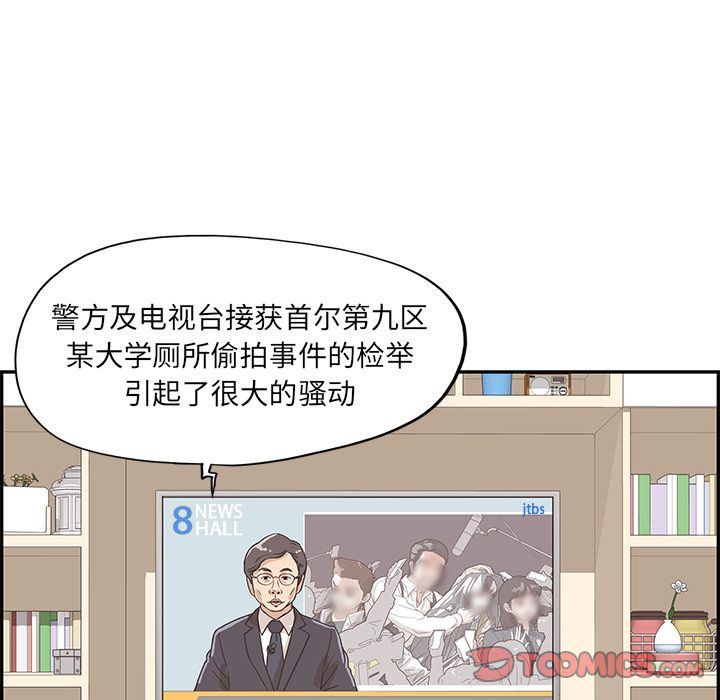 警方及电视台接获首尔第九区
某大学厕所偷拍事件的检举
引起了很大的骚动
8 NEWS
HALL
jtbs
TOOMICS.COM